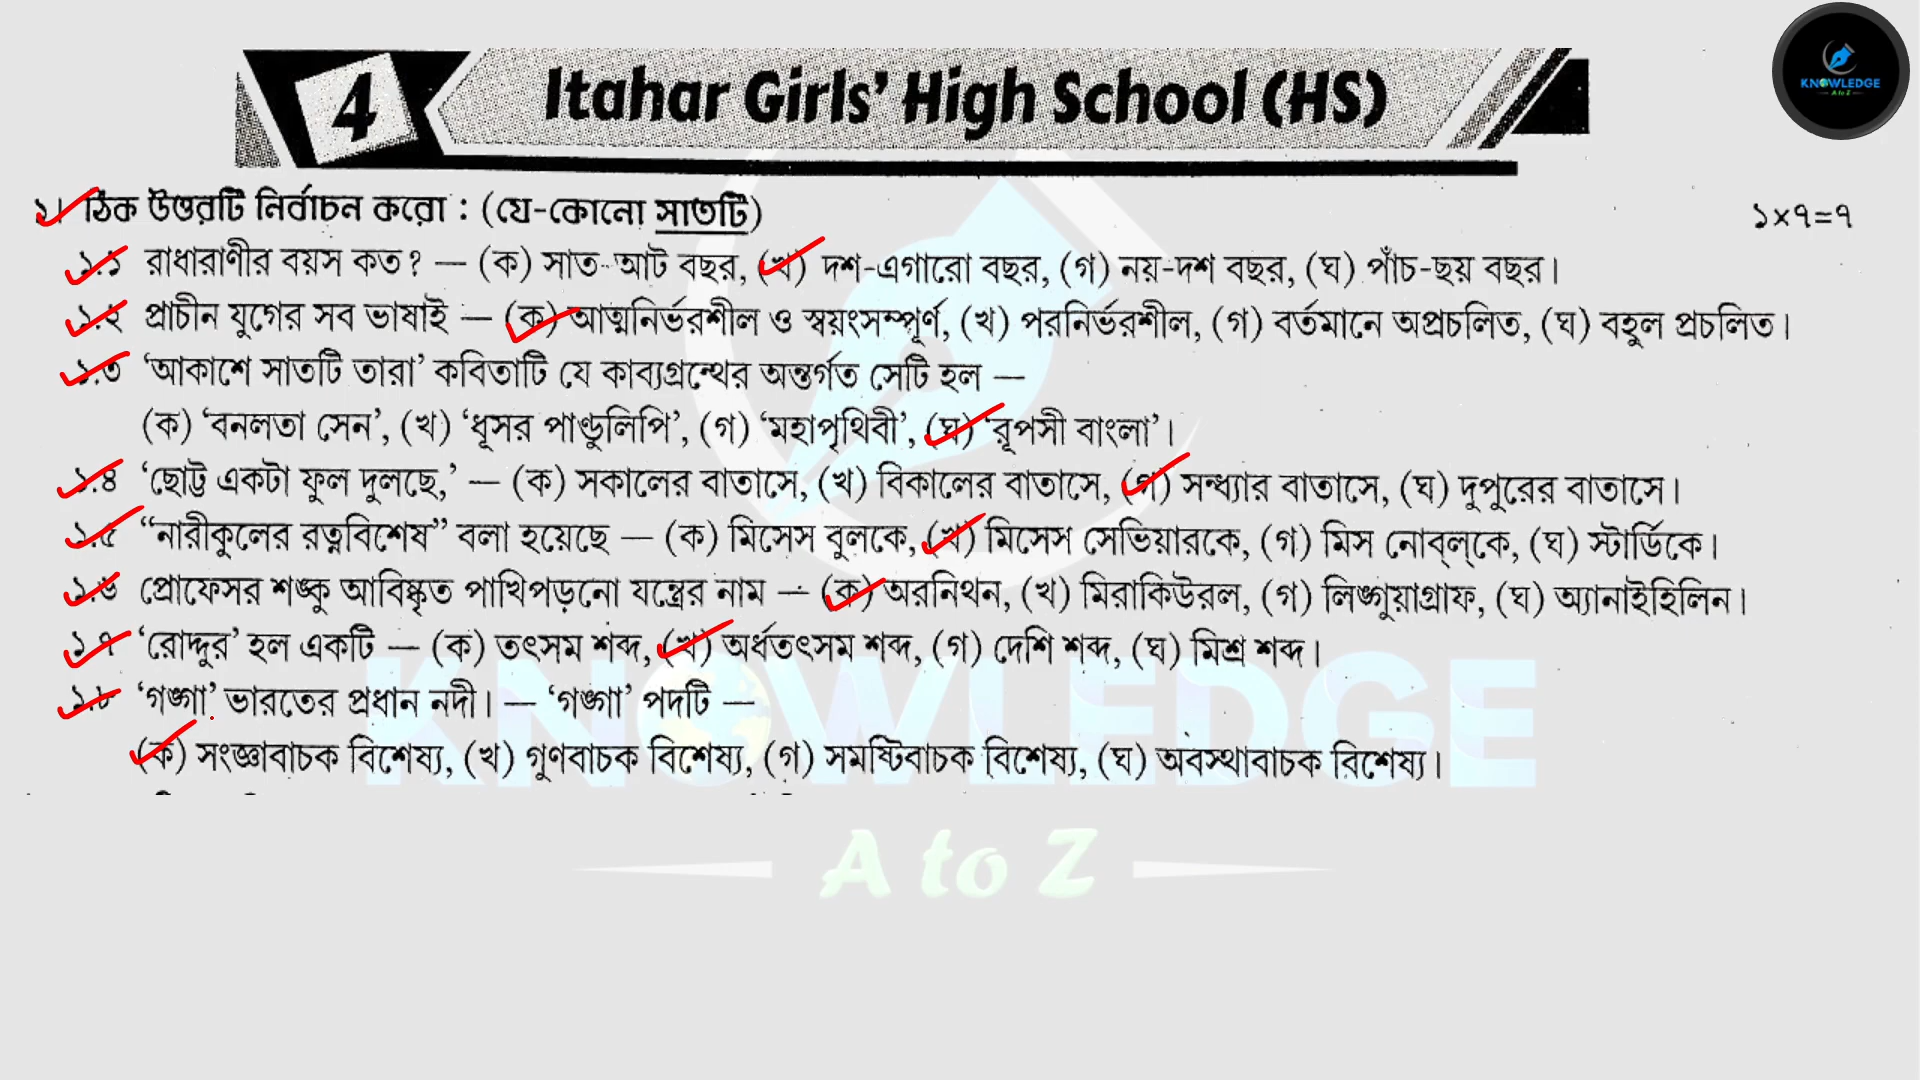 4 Itahar Girls' High School (HS)
KNOWLEDGE
A to Z
১। ঠিক উত্তরটি নির্বাচন করো : (যে-কোনো সাতটি) ১×৭=৭
১.১ রাধারাণীর বয়স কত? — (ক) সাত-আট বছর, (খ) দশ-এগারো বছর, (গ) নয়-দশ বছর, (ঘ) পাঁচ-ছয় বছর।
১.২ প্রাচীন যুগের সব ভাষাই — (ক) আত্মনির্ভরশীল ও স্বয়ংসম্পূর্ণ, (খ) পরনির্ভরশীল, (গ) বর্তমানে অপ্রচলিত, (ঘ) বহুল প্রচলিত।
১.৩ ‘আকাশে সাতটি তারা’ কবিতাটি যে কাব্যগ্রন্থের অন্তর্গত সেটি হল —
(ক) ‘বনলতা সেন’, (খ) ‘ধূসর পাণ্ডুলিপি’, (গ) ‘মহাপৃথিবী’, (ঘ) ‘রূপসী বাংলা’।
১.৪ ‘ছোট্ট একটা ফুল দুলছে,’ — (ক) সকালের বাতাসে, (খ) বিকালের বাতাসে, (গ) সন্ধ্যার বাতাসে, (ঘ) দুপুরের বাতাসে।
১.৫ “নারীকুলের রত্নবিশেষ” বলা হয়েছে — (ক) মিসেস বুলকে, (খ) মিসেস সেভিয়ারকে, (গ) মিস নোব্‌ল্‌কে, (ঘ) স্টার্ডিকে।
১.৬ প্রোফেসর শঙ্কু আবিষ্কৃত পাখিপড়ানো যন্ত্রের নাম — (ক) অরনিথন, (খ) মিরাকিউরল, (গ) লিঙ্গুয়াগ্রাফ, (ঘ) অ্যানাইহিলিন।
১.৭ ‘রোদ্দুর’ হল একটি — (ক) তৎসম শব্দ, (খ) অর্ধতৎসম শব্দ, (গ) দেশি শব্দ, (ঘ) মিশ্র শব্দ।
১.৮ ‘গঙ্গা’ ভারতের প্রধান নদী। — ‘গঙ্গা’ পদটি —
(ক) সংজ্ঞাবাচক বিশেষ্য, (খ) গুণবাচক বিশেষ্য, (গ) সমষ্টিবাচক বিশেষ্য, (ঘ) অবস্থাবাচক বিশেষ্য।
KNOWLEDGE
A to Z